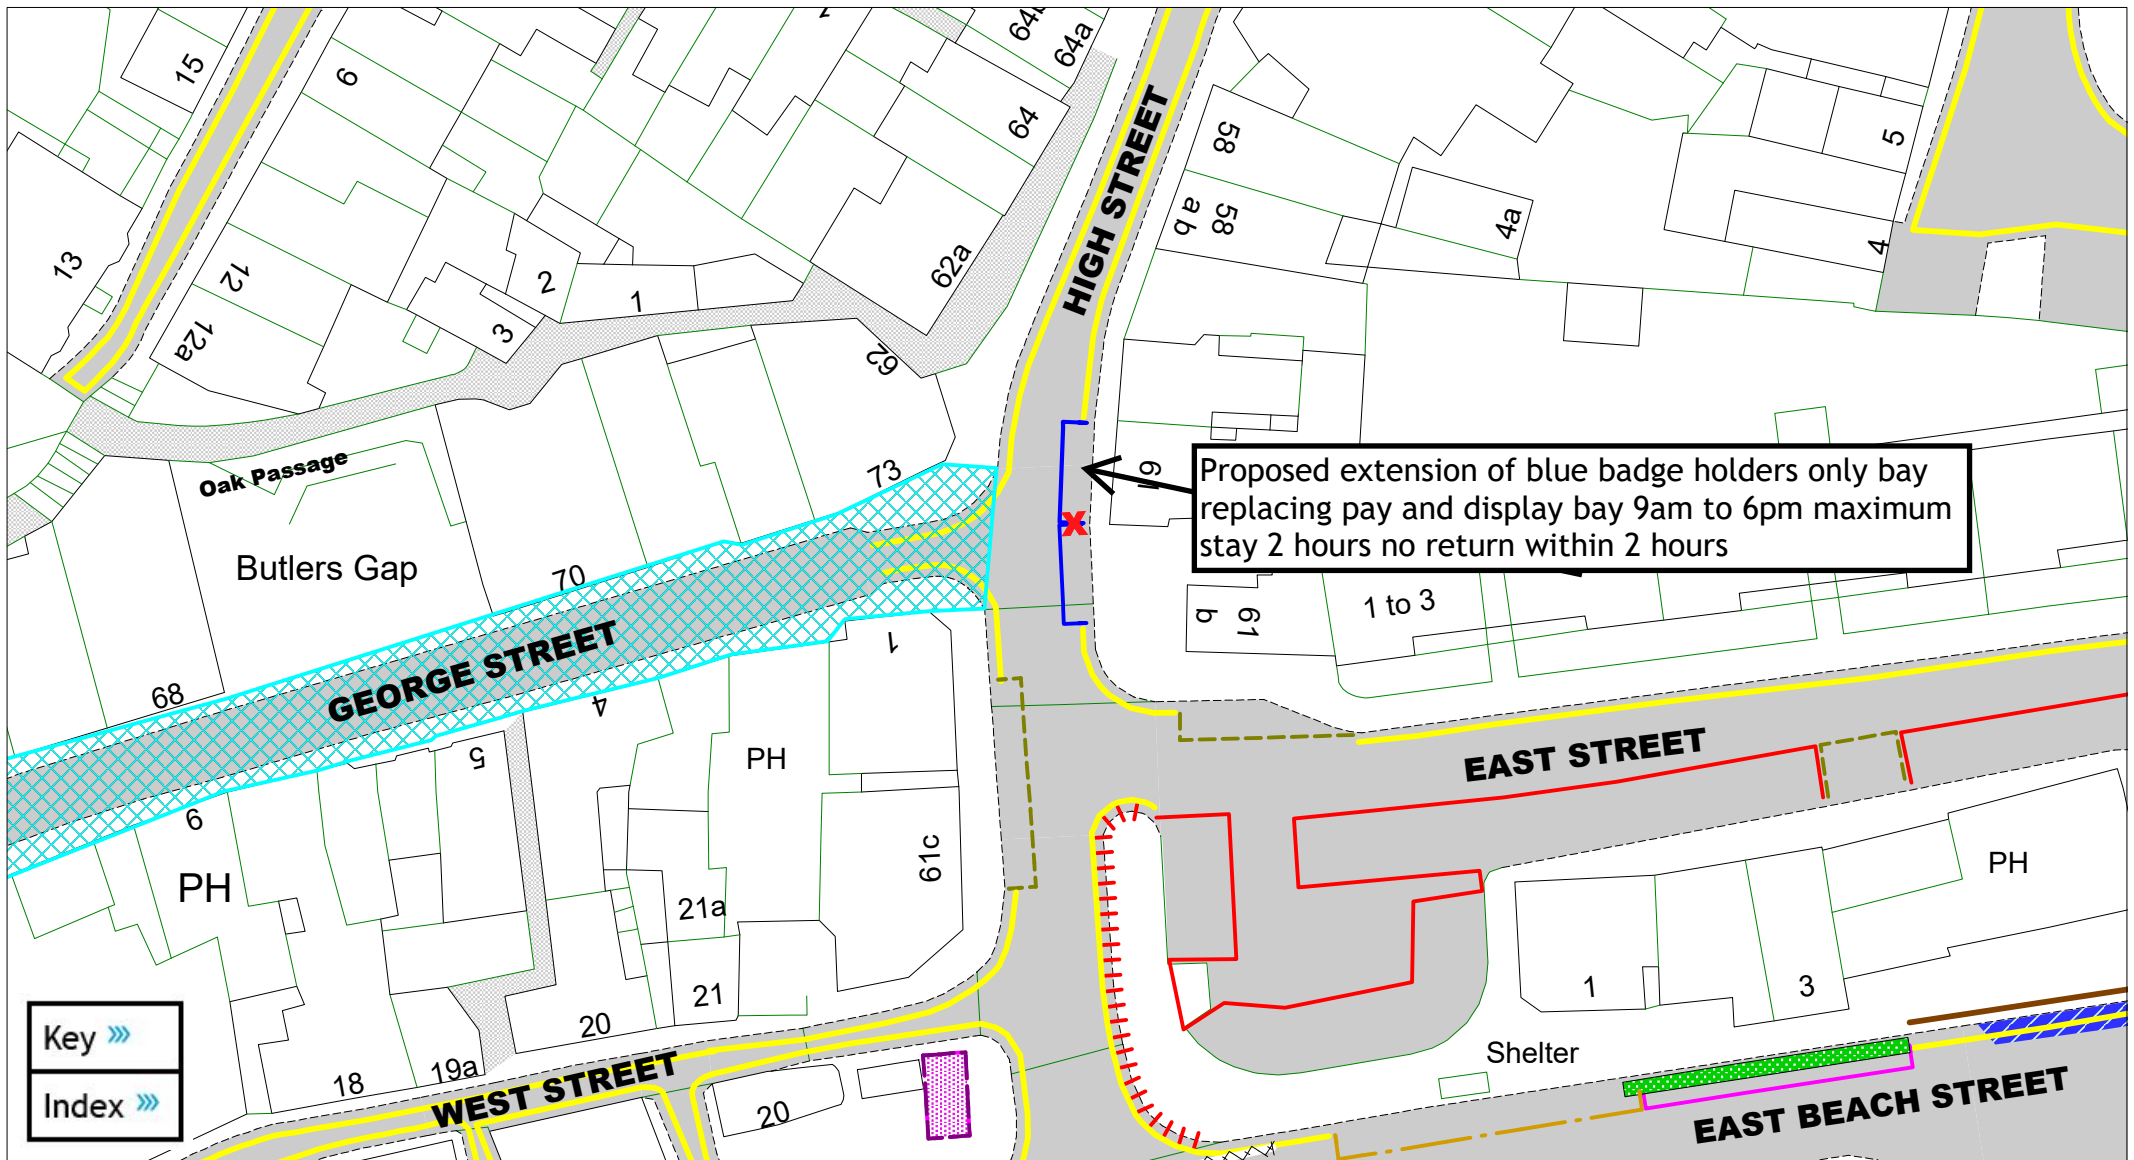 15
6
1
64b
64a
64
HIGH STREET
58
58
a b
4a
5
4
13
12
12a
2
1
3
62a
62
Oak Passage
Butlers Gap
73
61
Proposed extension of blue badge holders only bay
replacing pay and display bay 9am to 6pm maximum
stay 2 hours no return within 2 hours
X
70
68
GEORGE STREET
61
b
1 to 3
1
4
5
PH
9
PH
EAST STREET
61c
PH
21a
21
20
1
3
Key »»
Index »»
18
19a
WEST STREET
20
Shelter
EAST BEACH STREET